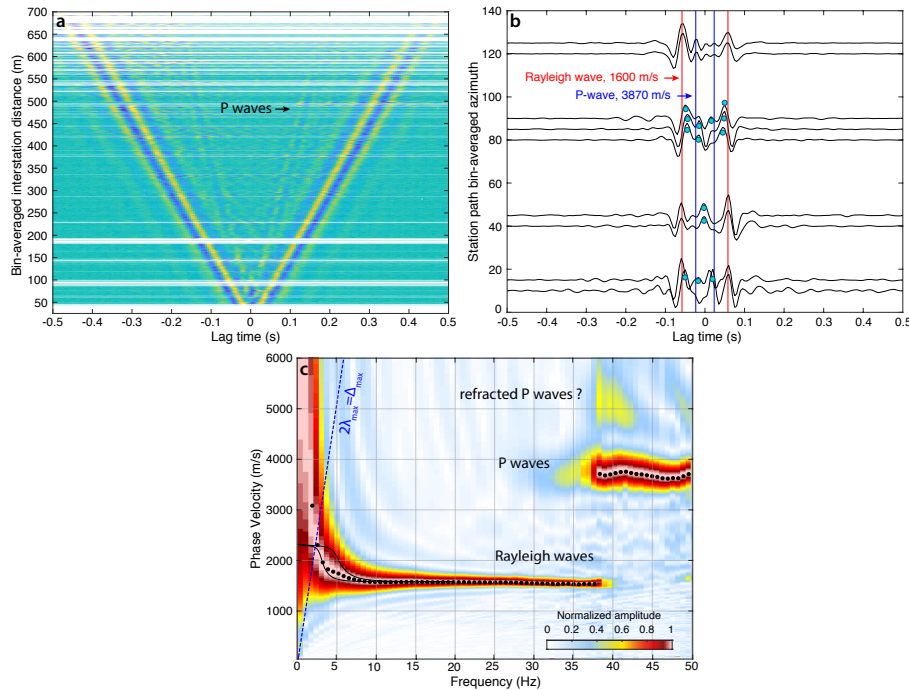 a
Bin-averaged interstation distance (m)
700
650
600
550
500
450
400
350
300
250
200
150
100
50
P waves
-0.5 -0.4 -0.3 -0.2 -0.1 0 0.1 0.2 0.3 0.4 0.5
Lag time (s)
b
Station path bin-averaged azimuth
140
120
100
80
60
40
20
0
Rayleigh wave, 1600 m/s
P-wave, 3870 m/s
-0.5 -0.4 -0.3 -0.2 -0.1 0 0.1 0.2 0.3 0.4 0.5
Lag time (s)
c
Phase Velocity (m/s)
6000
5000
4000
3000
2000
1000
2λmax=Δmax
refracted P waves ?
P waves
Rayleigh waves
Normalized amplitude
0 0.2 0.4 0.6 0.8 1
0 5 10 15 20 25 30 35 40 45 50
Frequency (Hz)